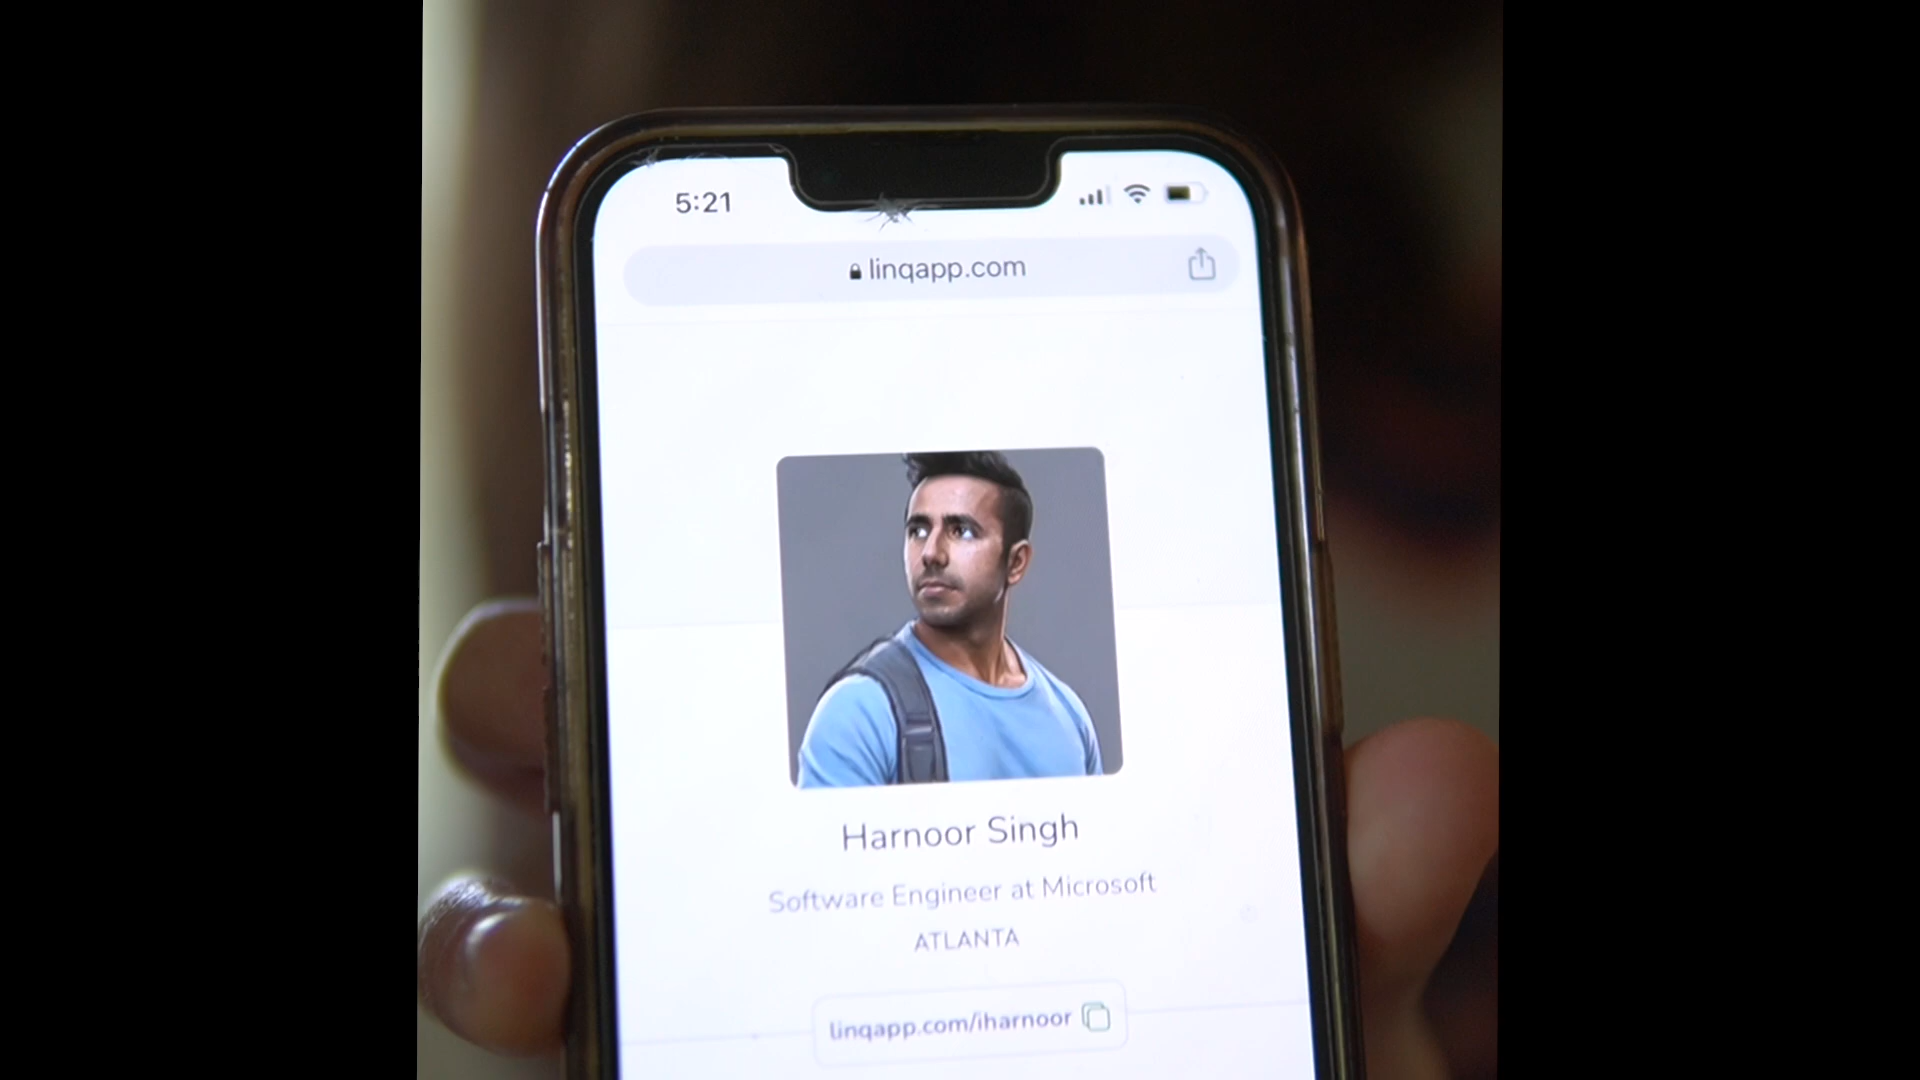 5:21
linqapp.com
Harnoor Singh
Software Engineer at Microsoft
ATLANTA
linqapp.com/iharnoor